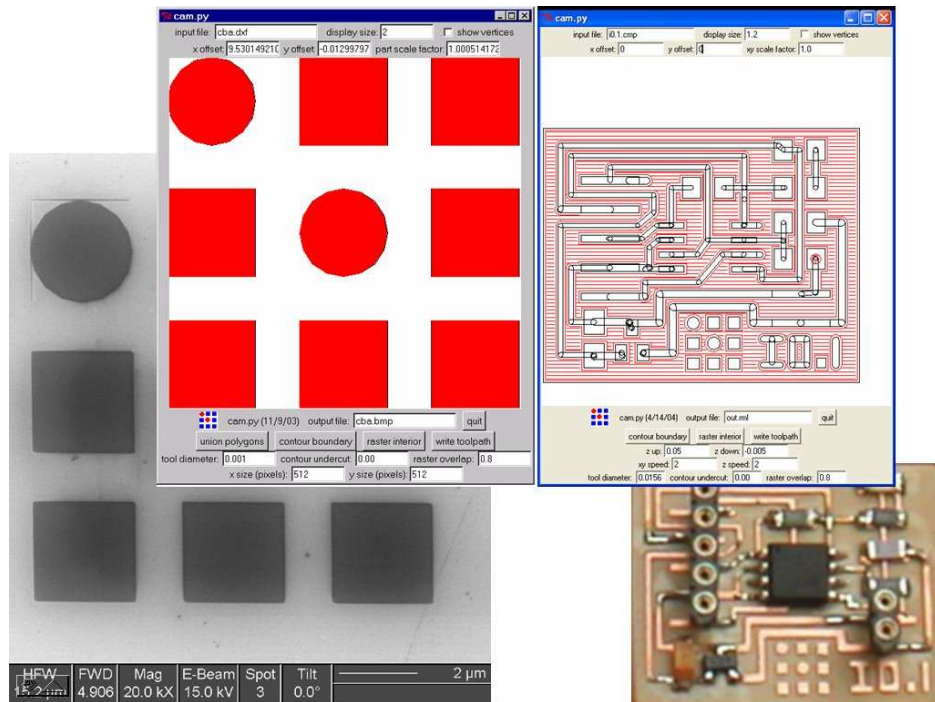 cam.py
input file: cba.dxf display size: 2 show vertices
x offset: 9.530149210 y offset: -0.01299797 part scale factor: 1.000514172
cam.py (11/9/03) output file: cba.bmp quit
union polygons contour boundary raster interior write toolpath
tool diameter: 0.001 contour undercut: 0.00 raster overlap: 0.8
x size (pixels): 512 y size (pixels): 512
cam.py
input file: i0.1.cmp display size: 1.2 show vertices
x offset: 0 y offset: 0 xy scale factor: 1.0
cam.py (4/14/04) output file: out.rml quit
contour boundary raster interior write toolpath
z up: 0.05 z down: -0.005
xy speed: 2 z speed: 2
tool diameter: 0.0156 contour undercut: 0.00 raster overlap: 0.8
I0.1
HFW FWD Mag E-Beam Spot Tilt 2 µm
15.2 µm 4.906 20.0 kX 15.0 kV 3 0.0°
I0.1